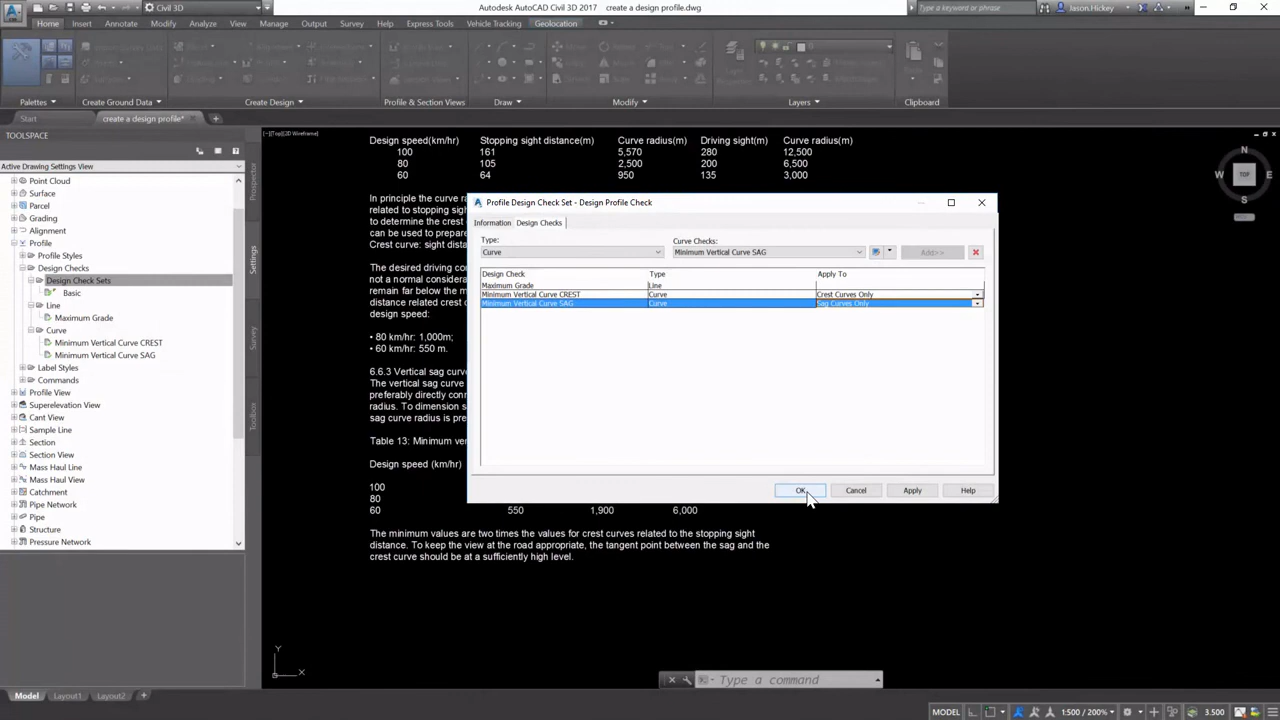 Civil 3D
Autodesk AutoCAD Civil 3D 2017 create a design profile.dwg
Type a keyword or phrase
Jason.Hickey
Home Insert Annotate Modify Analyze View Manage Output Survey Express Tools Vehicle Tracking Geolocation
Palettes Create Ground Data Create Design Profile & Section Views Draw Modify Layers Clipboard
Start create a design profile*
TOOLSPACE
Active Drawing Settings View
Point Cloud
Surface
Parcel
Grading
Alignment
Profile
Profile Styles
Design Checks
Design Check Sets
Basic
Line
Maximum Grade
Curve
Minimum Vertical Curve CREST
Minimum Vertical Curve SAG
Label Styles
Commands
Profile View
Superelevation View
Cant View
Sample Line
Section
Section View
Mass Haul Line
Mass Haul View
Catchment
Pipe Network
Pipe
Structure
Pressure Network
Prospector
Settings
Survey
Toolbox
[−][Top][2D Wireframe]
Design speed(km/hr) Stopping sight distance(m) Curve radius(m) Driving sight(m) Curve radius(m)
100 161 5,570 280 12,500
80 105 2,500 200 6,500
60 64 950 135 3,000
In principle the curve ra
related to stopping sigh
to determine the crest
can be used to prepare
Crest curve: sight dista
The desired driving co
not a normal considera
remain far below the m
distance related crest c
design speed:
• 80 km/hr: 1,000m;
• 60 km/hr: 550 m.
6.6.3 Vertical sag curve
The vertical sag curve
preferably directly conn
radius. To dimension s
sag curve radius is pre
Table 13: Minimum ver
Design speed (km/hr)
100
80
60 550 1,900 6,000
The minimum values are two times the values for crest curves related to the stopping sight
distance. To keep the view at the road appropriate, the tangent point between the sag and the
crest curve should be at a sufficiently high level.
Profile Design Check Set - Design Profile Check
Information Design Checks
Type: Curve Checks:
Curve Minimum Vertical Curve SAG Add>>
Design Check Type Apply To
Maximum Grade Line
Minimum Vertical Curve CREST Curve Crest Curves Only
Minimum Vertical Curve SAG Curve Sag Curves Only
OK Cancel Apply Help
N
W TOP E
S
Y
X
Type a command
Model Layout1 Layout2
MODEL 1:500 / 200% 3.500